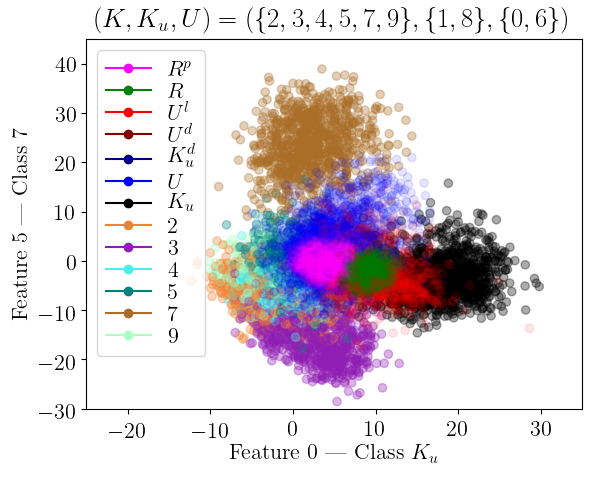 (K, K_u, U) = ({2, 3, 4, 5, 7, 9}, {1, 8}, {0, 6})
Feature 5 — Class 7
40
30
20
10
0
−10
−20
−30
R^p
R
U^l
U^d
K_u^d
U
K_u
2
3
4
5
7
9
−20 −10 0 10 20 30
Feature 0 — Class K_u